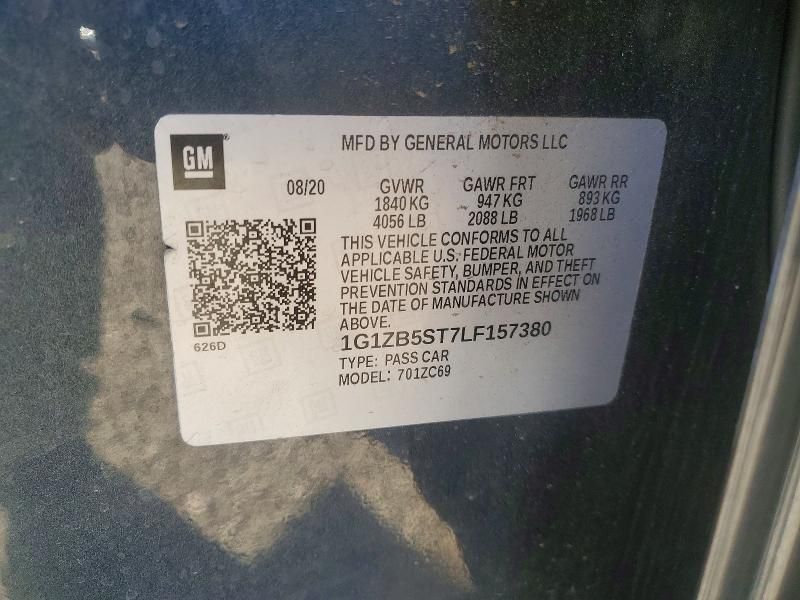 GM
MFD BY GENERAL MOTORS LLC
08/20 GVWR GAWR FRT GAWR RR
1840 KG 947 KG 893 KG
4056 LB 2088 LB 1968 LB
THIS VEHICLE CONFORMS TO ALL
APPLICABLE U.S. FEDERAL MOTOR
VEHICLE SAFETY, BUMPER, AND THEFT
PREVENTION STANDARDS IN EFFECT ON
THE DATE OF MANUFACTURE SHOWN
ABOVE.
626D
1G1ZB5ST7LF157380
TYPE: PASS CAR
MODEL: 701ZC69